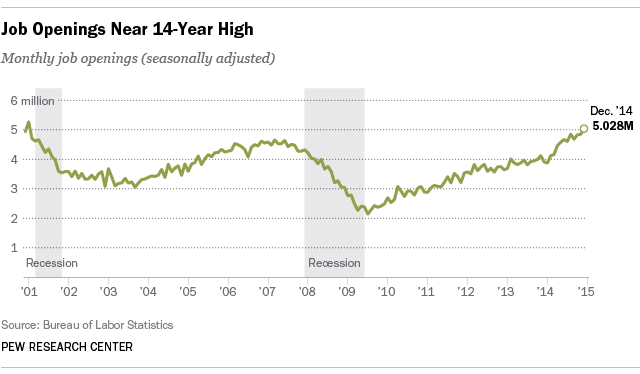 Job Openings Near 14-Year High
Monthly job openings (seasonally adjusted)
6 million
Dec. '14
5.028M
5
4
3
2
1
Recession Recession
'01 '02 '03 '04 '05 '06 '07 '08 '09 '10 '11 '12 '13 '14 '15
Source: Bureau of Labor Statistics
PEW RESEARCH CENTER